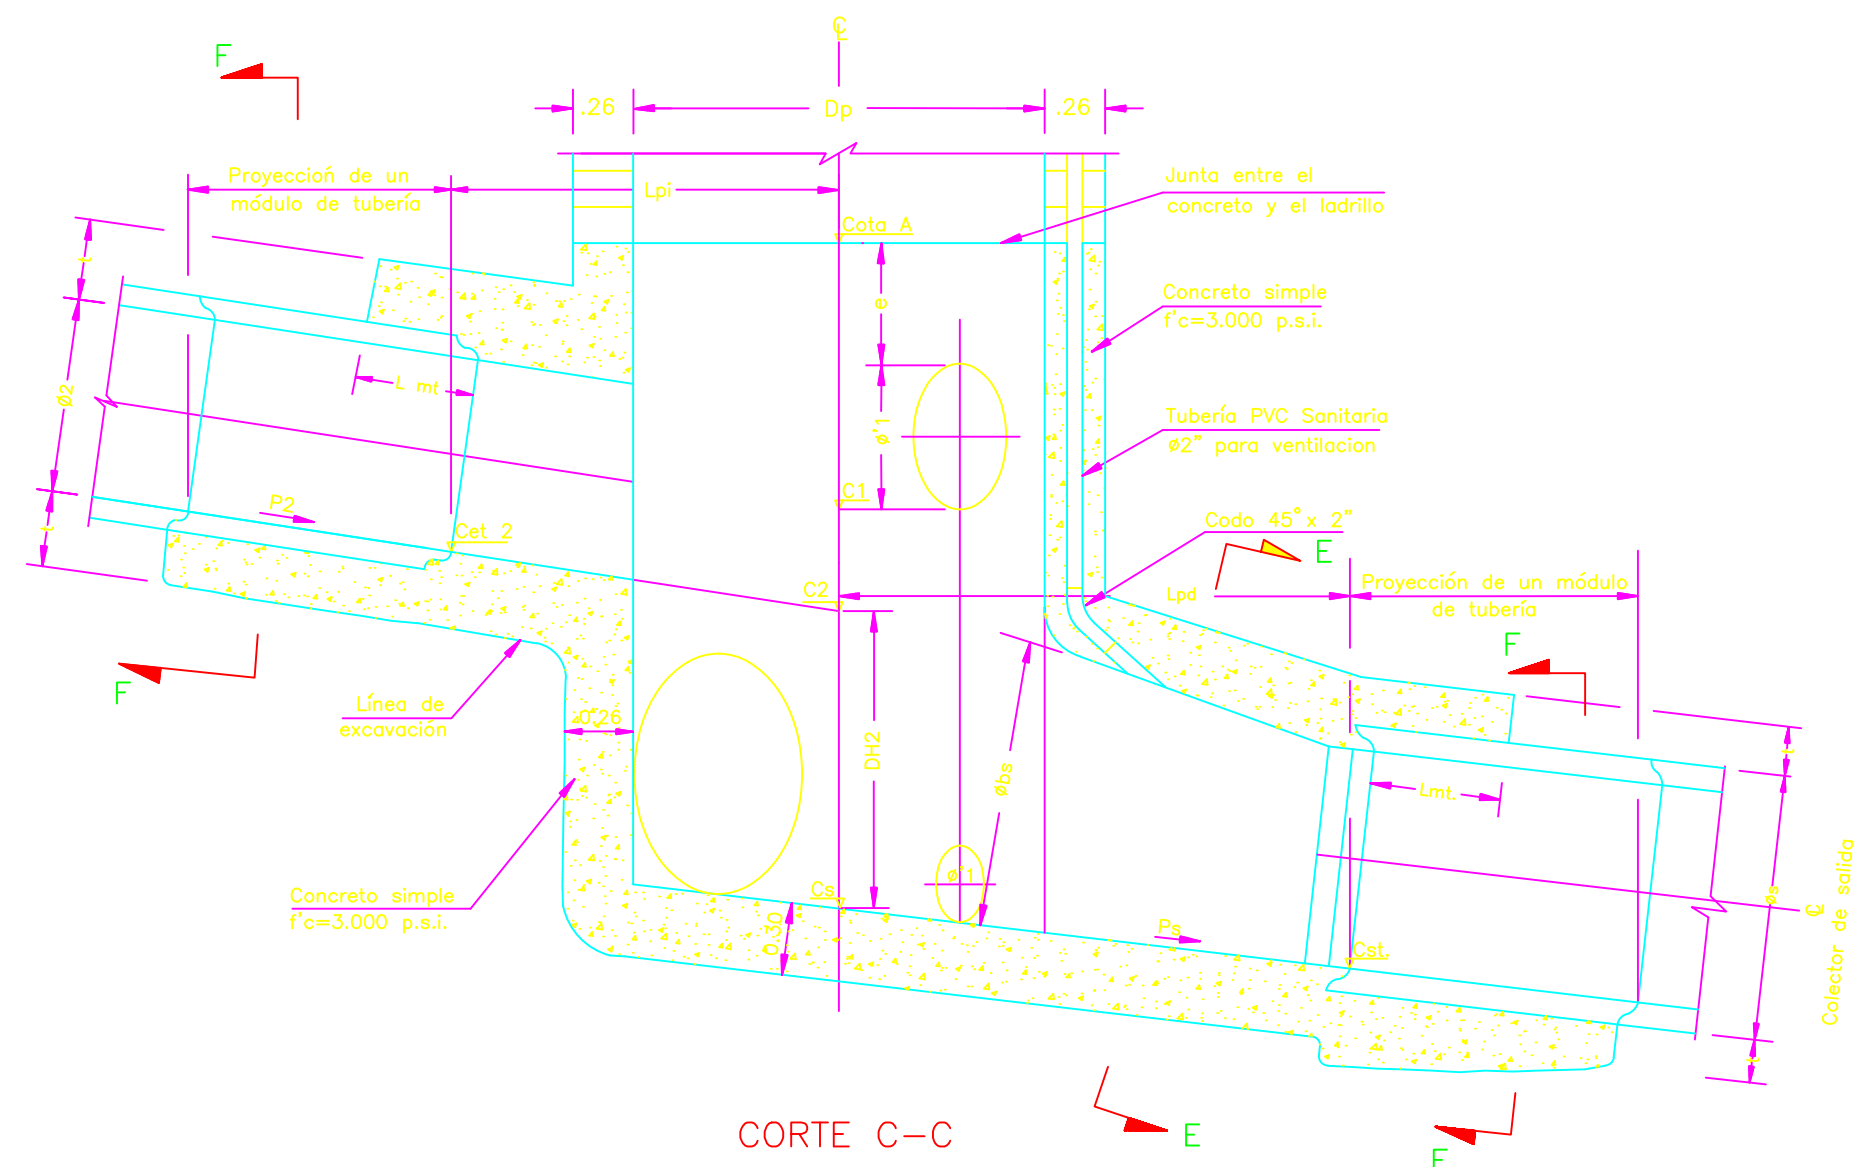 ℄
F
.26
Dp
.26
Proyeccioń de un
módulo de tubería
Lpi
Junta entre el
concreto y el ladrillo
Cota A
t
e
Concreto simple
f'c=3.000 p.s.i.
L mt
Ø2
ø'1
Tubería PVC Sanitaria
ø2" para ventilacion
C1
P2
t
Cet 2
Codo 45° x 2"
E
C2
Lpd
Proyección de un módulo
de tubería
F
F
Línea de
excavación
0.26
DH2
Øbs
t
Lmt.
Concreto simple
f'c=3.000 p.s.i.
Cs
ø'1
Øs
℄
Colector de salida
0.30
Ps
Cst.
t
CORTE C-C
E
F